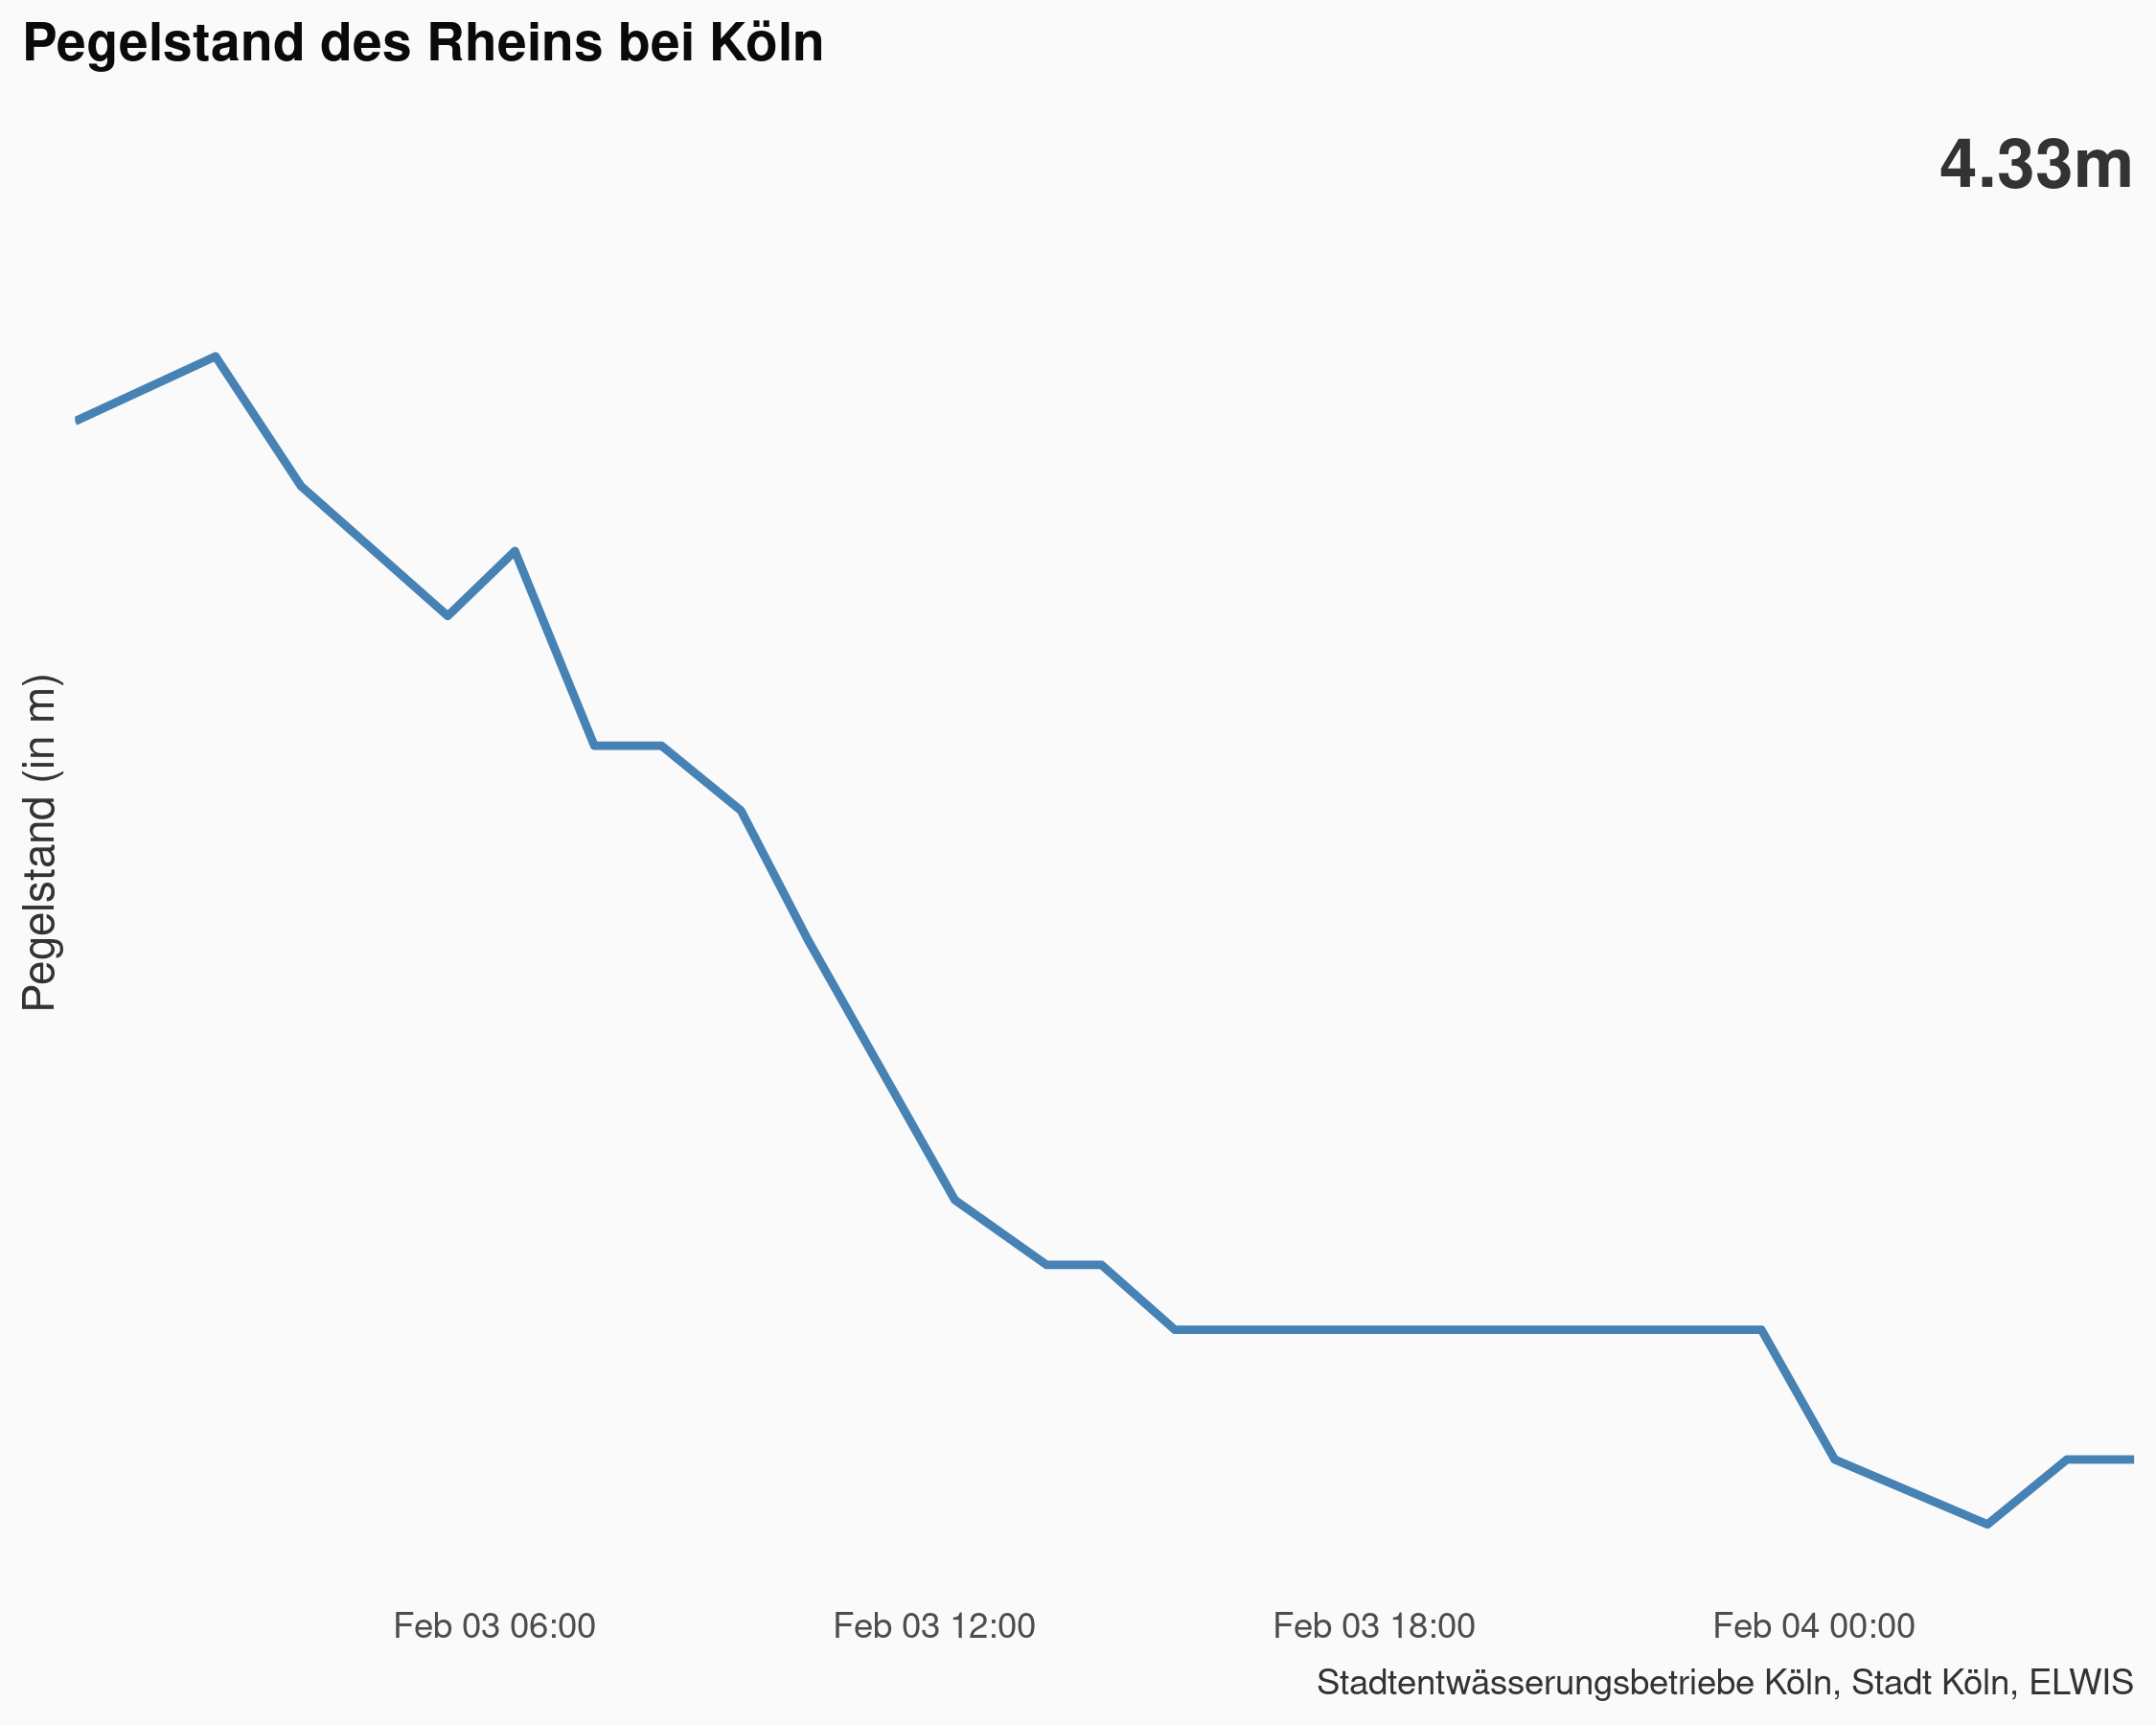 Pegelstand des Rheins bei Köln
4.33m
Pegelstand (in m)
Feb 03 06:00 Feb 03 12:00 Feb 03 18:00 Feb 04 00:00
Stadtentwässerungsbetriebe Köln, Stadt Köln, ELWIS